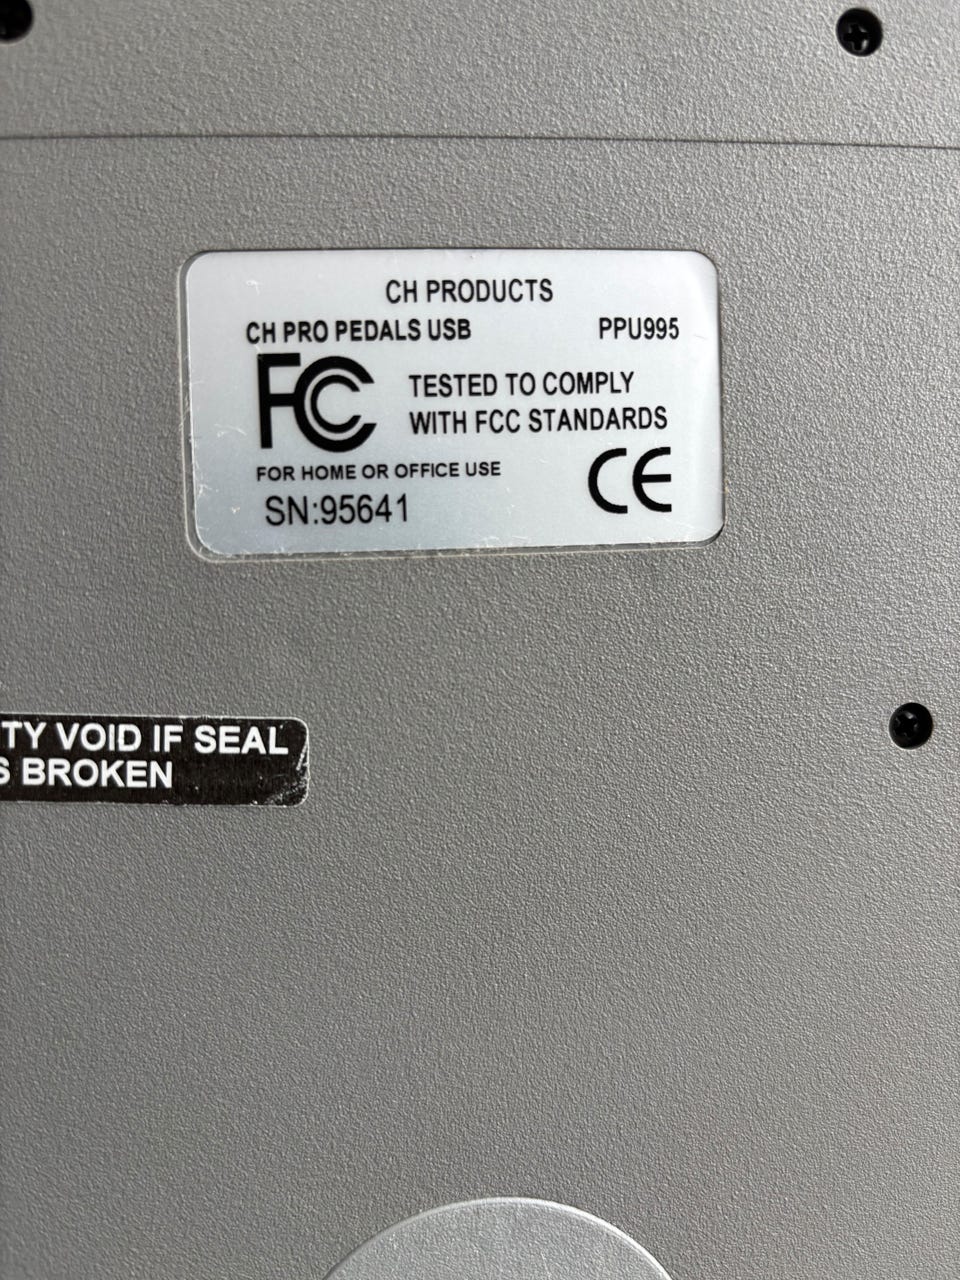 CH PRODUCTS
CH PRO PEDALS USB PPU995
FC TESTED TO COMPLY
WITH FCC STANDARDS
FOR HOME OR OFFICE USE
CE
SN:95641
TY VOID IF SEAL
S BROKEN